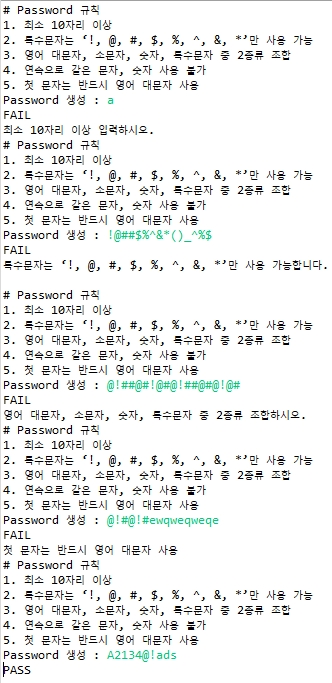 # Password 규칙
1. 최소 10자리 이상
2. 특수문자는 ‘!, @, #, $, %, ^, &, *’만 사용 가능
3. 영어 대문자, 소문자, 숫자, 특수문자 중 2종류 조합
4. 연속으로 같은 문자, 숫자 사용 불가
5. 첫 문자는 반드시 영어 대문자 사용
Password 생성 : a
FAIL
최소 10자리 이상 입력하시오.
# Password 규칙
1. 최소 10자리 이상
2. 특수문자는 ‘!, @, #, $, %, ^, &, *’만 사용 가능
3. 영어 대문자, 소문자, 숫자, 특수문자 중 2종류 조합
4. 연속으로 같은 문자, 숫자 사용 불가
5. 첫 문자는 반드시 영어 대문자 사용
Password 생성 : !@##$%^&*()_^%$
FAIL
특수문자는 ‘!, @, #, $, %, ^, &, *’만 사용 가능합니다.
# Password 규칙
1. 최소 10자리 이상
2. 특수문자는 ‘!, @, #, $, %, ^, &, *’만 사용 가능
3. 영어 대문자, 소문자, 숫자, 특수문자 중 2종류 조합
4. 연속으로 같은 문자, 숫자 사용 불가
5. 첫 문자는 반드시 영어 대문자 사용
Password 생성 : @!##@#!@#@!##@#@!@#
FAIL
영어 대문자, 소문자, 숫자, 특수문자 중 2종류 조합하시오.
# Password 규칙
1. 최소 10자리 이상
2. 특수문자는 ‘!, @, #, $, %, ^, &, *’만 사용 가능
3. 영어 대문자, 소문자, 숫자, 특수문자 중 2종류 조합
4. 연속으로 같은 문자, 숫자 사용 불가
5. 첫 문자는 반드시 영어 대문자 사용
Password 생성 : @!#@!#ewqweqweqe
FAIL
첫 문자는 반드시 영어 대문자 사용
# Password 규칙
1. 최소 10자리 이상
2. 특수문자는 ‘!, @, #, $, %, ^, &, *’만 사용 가능
3. 영어 대문자, 소문자, 숫자, 특수문자 중 2종류 조합
4. 연속으로 같은 문자, 숫자 사용 불가
5. 첫 문자는 반드시 영어 대문자 사용
Password 생성 : A2134@!ads
PASS